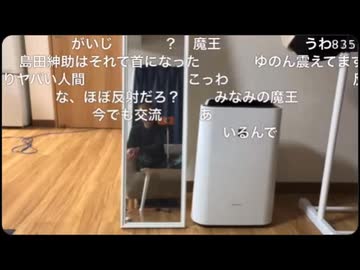 がいじ ？ 魔王 うわ835
島田紳助はそれて首になった ゆのん震えてます
りヤバい人間 こっわ
な、ほぼ反射だろ？ みなみの魔王
今でも交流 あ
いるんで